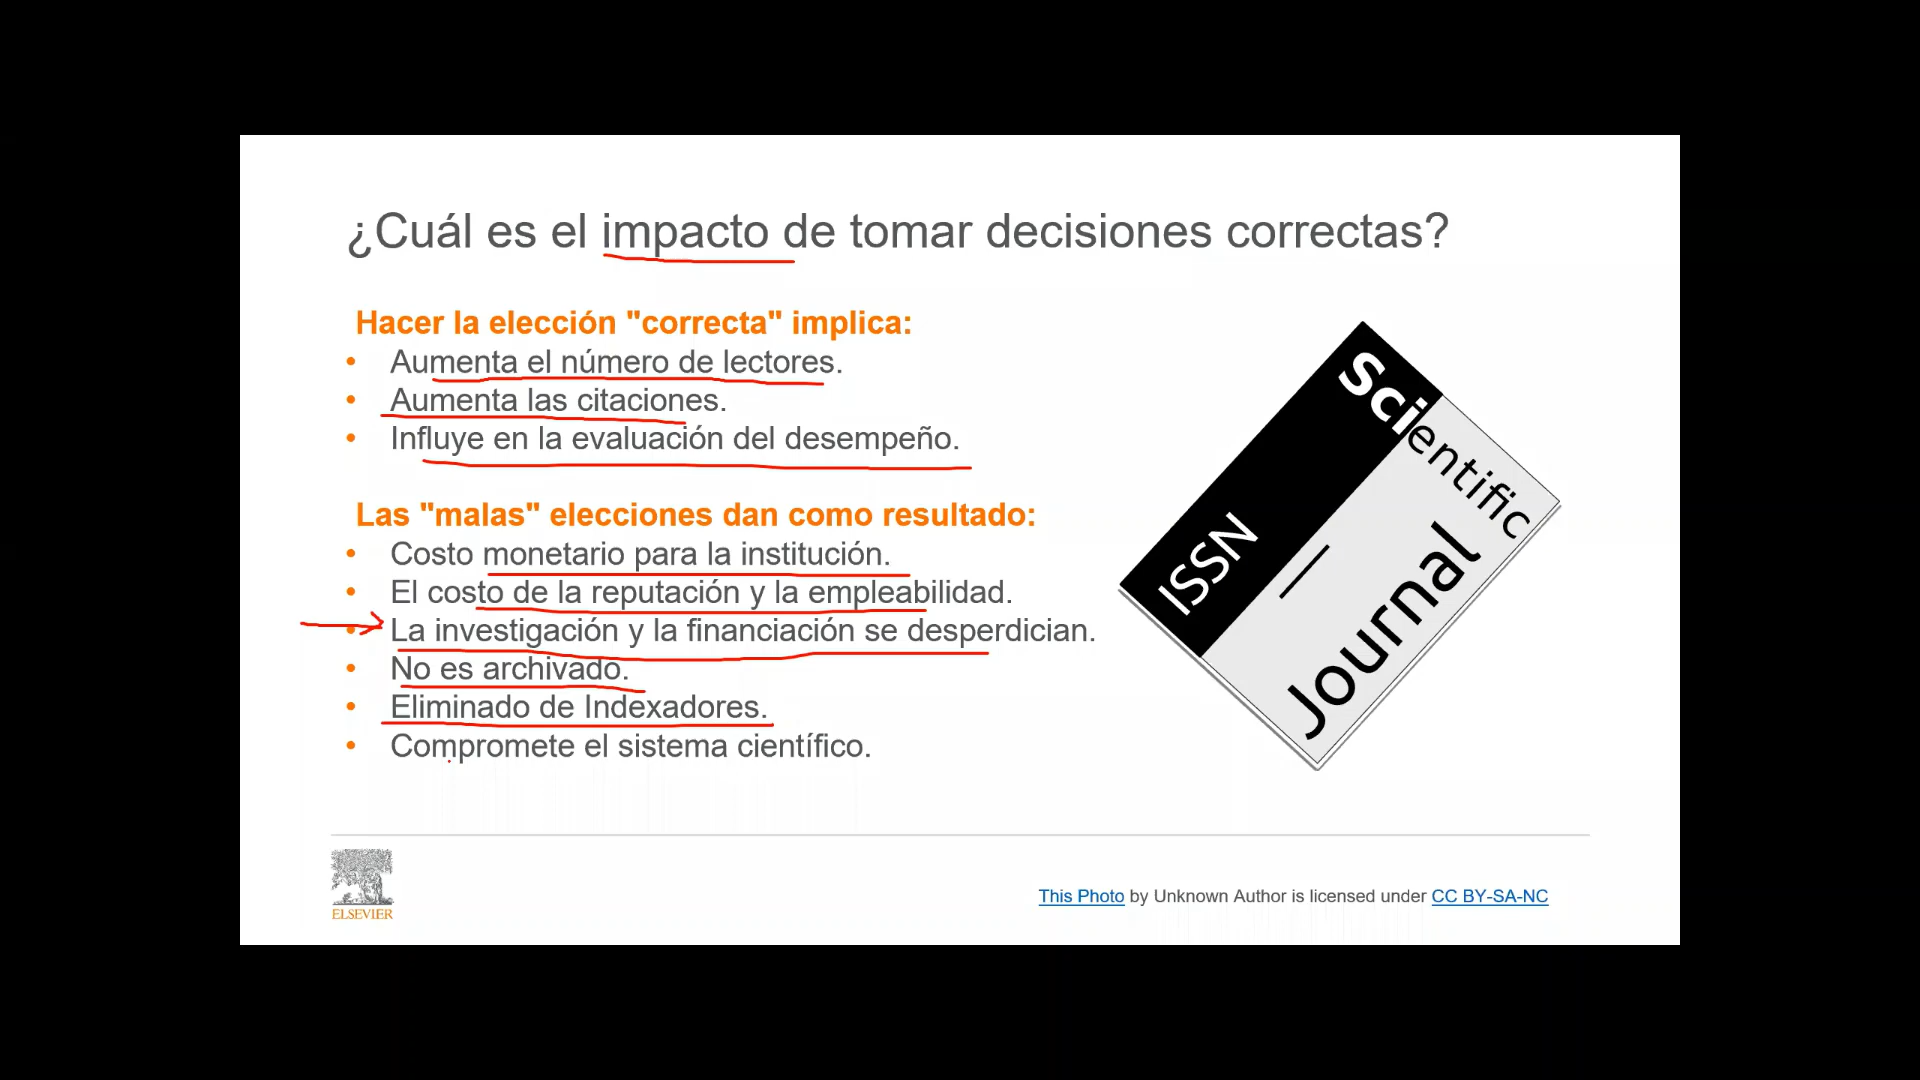 ¿Cuál es el impacto de tomar decisiones correctas?
Hacer la elección "correcta" implica:
• Aumenta el número de lectores.
• Aumenta las citaciones.
• Influye en la evaluación del desempeño.
Las "malas" elecciones dan como resultado:
• Costo monetario para la institución.
• El costo de la reputación y la empleabilidad.
• La investigación y la financiación se desperdician.
• No es archivado.
• Eliminado de Indexadores.
• Compromete el sistema científico.
Scientific
Journal
ISSN
ELSEVIER
This Photo by Unknown Author is licensed under CC BY-SA-NC